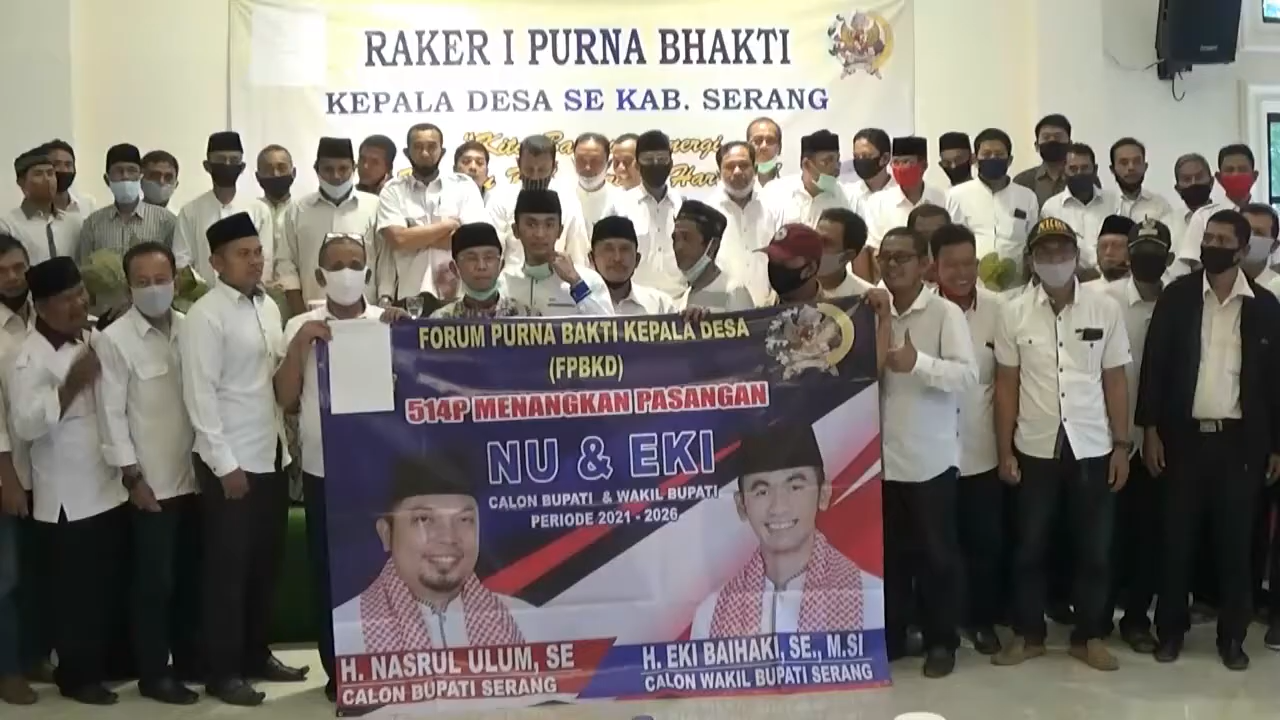 RAKER I PURNA BHAKTI
KEPALA DESA SE KAB. SERANG
"Kita
FORUM PURNA BAKTI KEPALA DESA
(FPBKD)
514P MENANGKAN PASANGAN
NU & EKI
CALON BUPATI & WAKIL BUPATI
PERIODE 2021 - 2026
H. NASRUL ULUM, SE
CALON BUPATI SERANG
H. EKI BAIHAKI, SE., M.SI
CALON WAKIL BUPATI SERANG